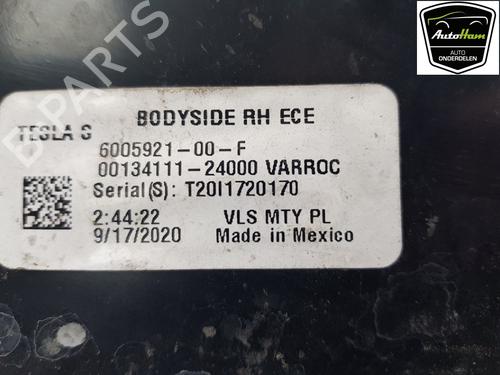 AutoHam
AUTO
ONDERDELEN
BODYSIDE RH ECE
TESLA S
6005921-00-F
00134111-24000 VARROC
Serial(S): T20I1720170
2:44:22 VLS MTY PL
9/17/2020 Made in Mexico
B-PARTS